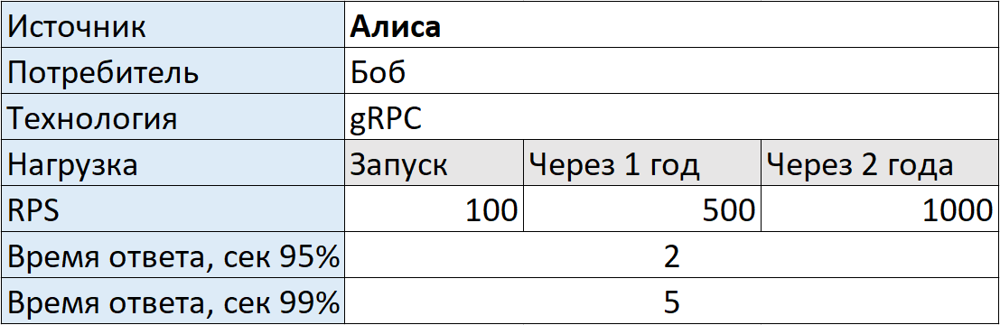 Источник Алиса
Потребитель Боб
Технология gRPC
Нагрузка Запуск Через 1 год Через 2 года
RPS 100 500 1000
Время ответа, сек 95% 2
Время ответа, сек 99% 5